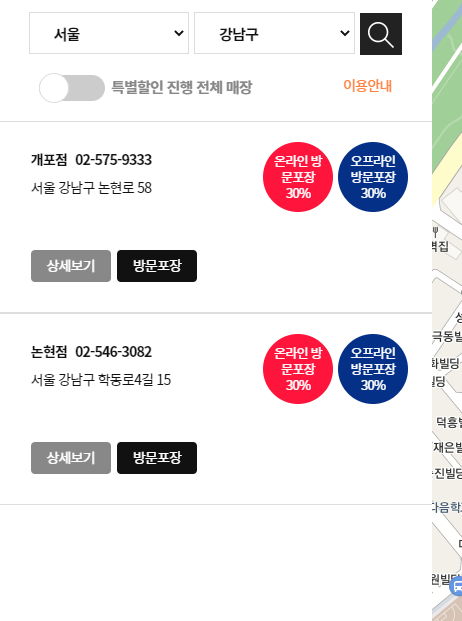 서울 강남구
특별할인 진행 전체 매장 이용안내
개포점 02-575-9333
서울 강남구 논현로 58
온라인 방
문포장
30%
오프라인
방문포장
30%
상세보기 방문포장
논현점 02-546-3082
서울 강남구 학동로4길 15
온라인 방
문포장
30%
오프라인
방문포장
30%
상세보기 방문포장
벽집
극동빌
화빌딩
빌딩
덕흥빌
재은빌
진빌딩
다음학
원빌딩